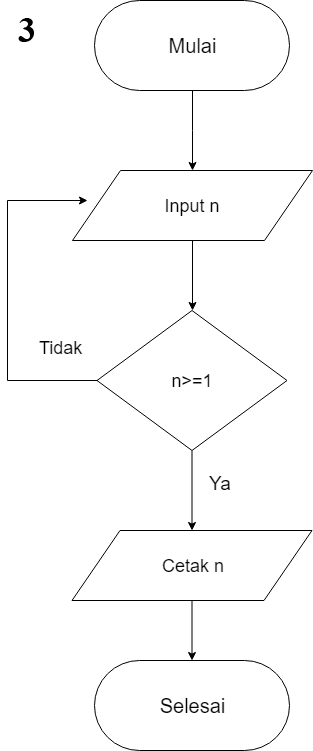 3
Mulai
Input n
Tidak
n>=1
Ya
Cetak n
Selesai